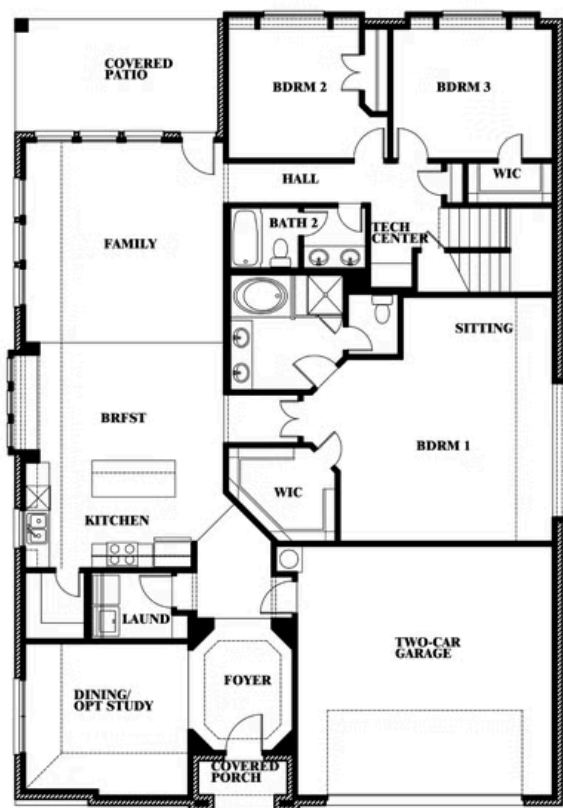 COVERED
PATIO
BDRM 2
BDRM 3
HALL
WIC
FAMILY
BATH 2
TECH
CENTER
SITTING
BRFST
BDRM 1
WIC
KITCHEN
LAUND
TWO-CAR
GARAGE
DINING/
OPT STUDY
FOYER
COVERED
PORCH